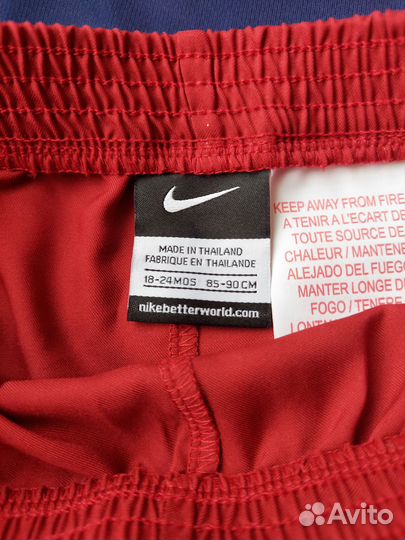 MADE IN THAILAND
FABRIQUE EN THAILANDE
18-24MOS 85-90CM
nikebetterworld.com
KEEP AWAY FROM FIRE
A TENIR A L'ECART DE
TOUTE SOURCE DE
CHALEUR / MANTENE
ALEJADO DEL FUEGO
MANTER LONGE D
FOGO / TENERE
LONTA
Avito